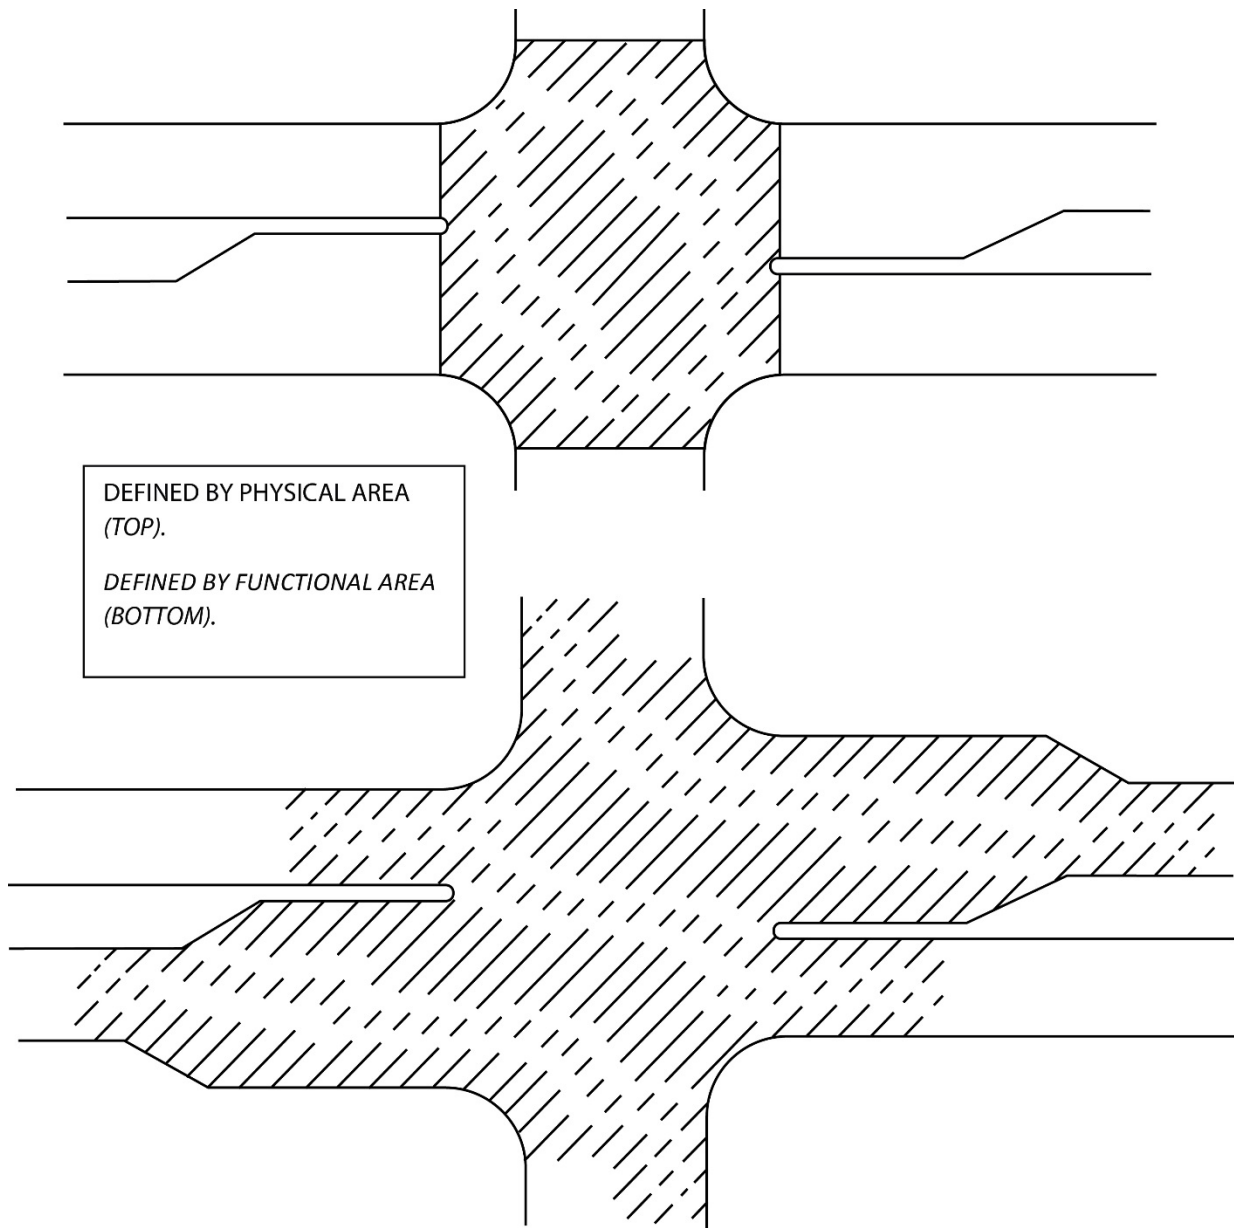 DEFINED BY PHYSICAL AREA
(TOP).
DEFINED BY FUNCTIONAL AREA
(BOTTOM).